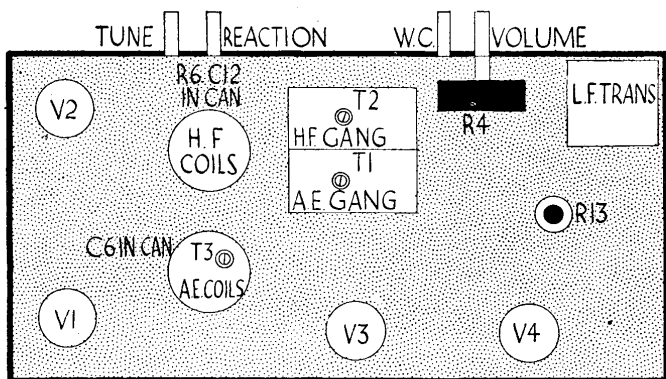 TUNE REACTION W.C. VOLUME
R6 C12
IN CAN
V2
H.F
COILS
T2
H.F. GANG
T1
A.E. GANG
R4
L.F. TRANS
R13
C6 IN CAN
T3
A.E. COILS
V1
V3
V4